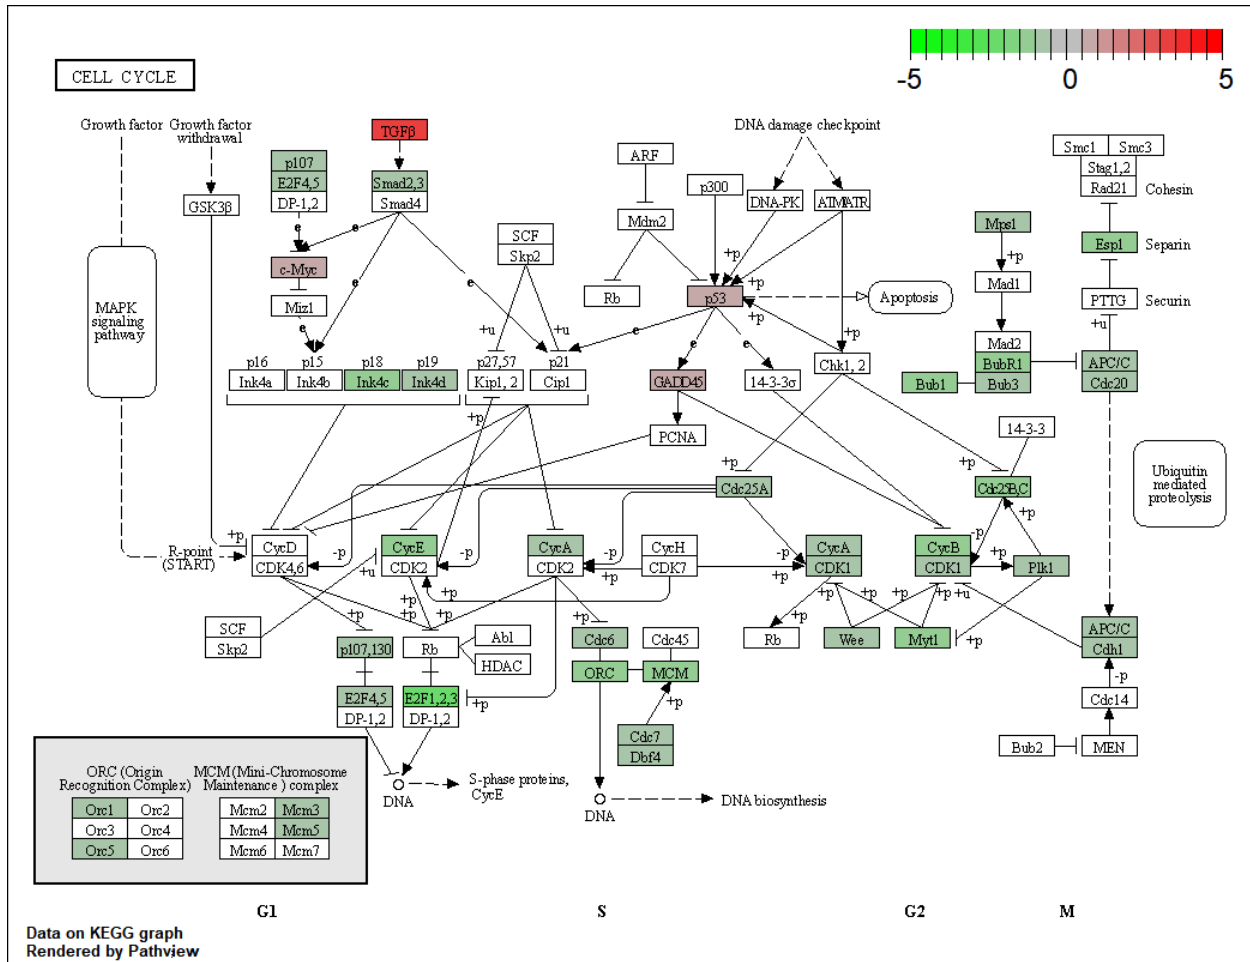 -5 0 5
CELL CYCLE
Growth factor
Growth factor
withdrawal
TGFβ
DNA damage checkpoint
Smc1 Smc3
Stag1,2
Rad21
Cohesin
ARF
p107
E2F4,5
DP-1,2
Smad2,3
Smad4
p300
DNA-PK
ATM/ATR
GSK3β
Mdm2
Mps1
+p
Esp1
Separin
e
e
SCF
Skp2
+p
c-Myc
Mad1
Miz1
Rb
p53
+p
Apoptosis
PTTG
Securin
MAPK
signaling
pathway
e
e
e
+u
+u
e
e
e
+p
+p
+u
Mad2
BubR1
Bub3
Bub1
APC/C
Cdc20
p16
Ink4a
p15
Ink4b
p18
Ink4c
p19
Ink4d
p27,57
Kip1, 2
p21
Cip1
GADD45
14-3-3σ
Chk1, 2
+p
PCNA
14-3-3
+p
Cdc25A
-p
Cdc25B,C
Ubiquitin
mediated
proteolysis
+p
+p
R-point
(START)
CycD
CDK4,6
-p
CycE
CDK2
-p
CycA
CDK2
-p
CycH
CDK7
-p
CycA
CDK1
-p
CycB
CDK1
+p
+p
Plk1
+u
+p
+p
+p
+p
+u
+p
+p
+p
+p
+p
+p
+p
SCF
Skp2
p107,130
Rb
Abl
HDAC
Cdc6
Cdc45
Rb
Wee
Myt1
+p
APC/C
Cdh1
ORC
MCM
-p
E2F4,5
DP-1,2
E2F1,2,3
DP-1,2
+p
+p
Cdc14
Cdc7
Dbf4
Bub2
MEN
DNA
S-phase proteins,
CycE
DNA
DNA biosynthesis
ORC (Origin
Recognition Complex)
MCM (Mini-Chromosome
Maintenance ) complex
Orc1 Orc2 Mcm2 Mcm3
Orc3 Orc4 Mcm4 Mcm5
Orc5 Orc6 Mcm6 Mcm7
G1 S G2 M
Data on KEGG graph
Rendered by Pathview